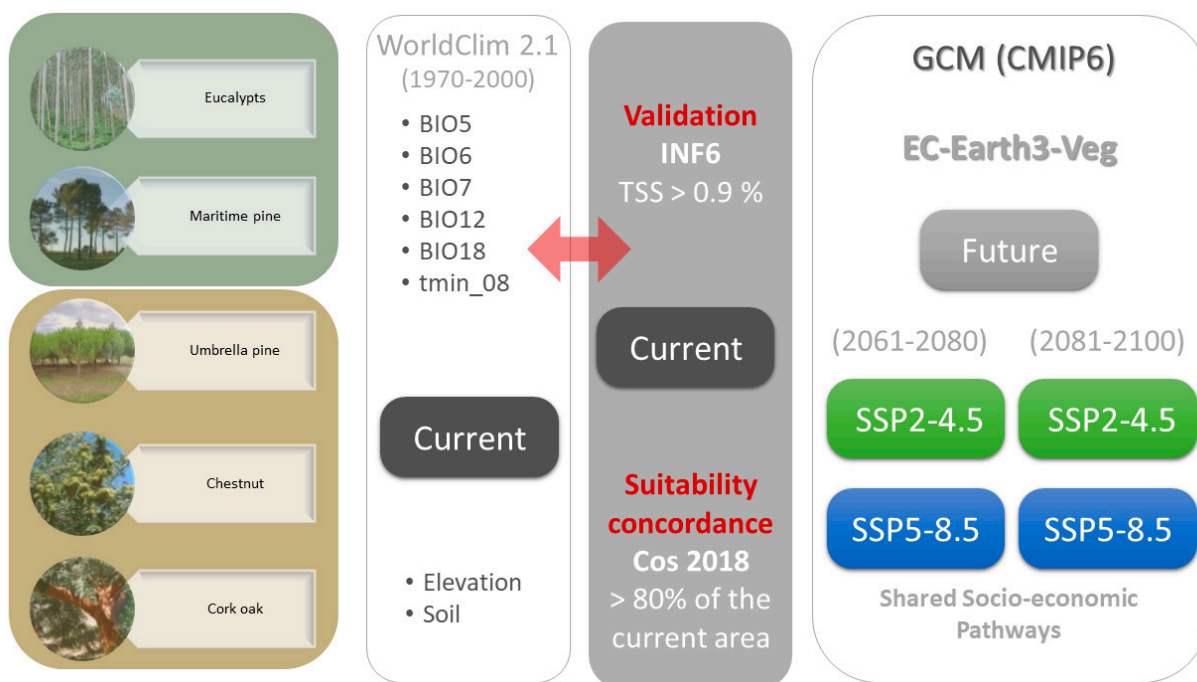 Eucalypts
Maritime pine
Umbrella pine
Chestnut
Cork oak
WorldClim 2.1
(1970-2000)
• BIO5
• BIO6
• BIO7
• BIO12
• BIO18
• tmin_08
Current
• Elevation
• Soil
Validation
INF6
TSS > 0.9 %
Current
Suitability
concordance
Cos 2018
> 80% of the
current area
GCM (CMIP6)
EC-Earth3-Veg
Future
(2061-2080) (2081-2100)
SSP2-4.5 SSP2-4.5
SSP5-8.5 SSP5-8.5
Shared Socio-economic
Pathways